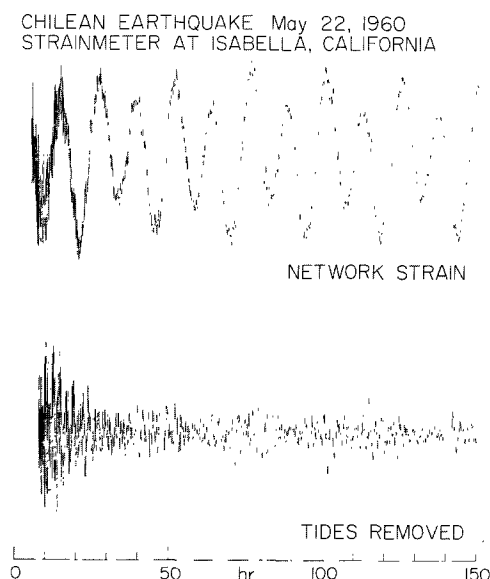 CHILEAN EARTHQUAKE May 22, 1960
STRAINMETER AT ISABELLA, CALIFORNIA
NETWORK STRAIN
TIDES REMOVED
0 50 hr 100 150